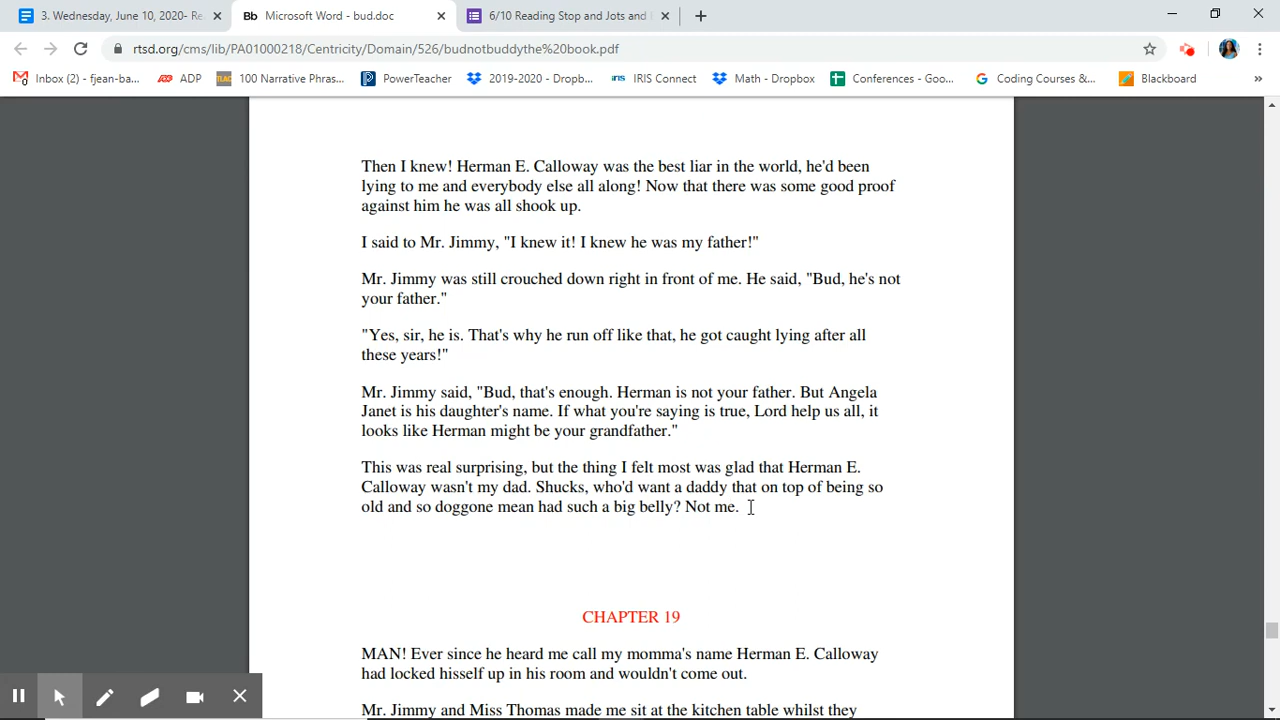 3. Wednesday, June 10, 2020- Re
Bb Microsoft Word - bud.doc
6/10 Reading Stop and Jots and
rtsd.org/cms/lib/PA01000218/Centricity/Domain/526/budnotbuddythe%20book.pdf
Inbox (2) - fjean-ba...
ADP
100 Narrative Phras...
PowerTeacher
2019-2020 - Dropb...
iris IRIS Connect
Math - Dropbox
Conferences - Goo...
Coding Courses &...
Blackboard
»
Then I knew! Herman E. Calloway was the best liar in the world, he'd been
lying to me and everybody else all along! Now that there was some good proof
against him he was all shook up.
I said to Mr. Jimmy, "I knew it! I knew he was my father!"
Mr. Jimmy was still crouched down right in front of me. He said, "Bud, he's not
your father."
"Yes, sir, he is. That's why he run off like that, he got caught lying after all
these years!"
Mr. Jimmy said, "Bud, that's enough. Herman is not your father. But Angela
Janet is his daughter's name. If what you're saying is true, Lord help us all, it
looks like Herman might be your grandfather."
This was real surprising, but the thing I felt most was glad that Herman E.
Calloway wasn't my dad. Shucks, who'd want a daddy that on top of being so
old and so doggone mean had such a big belly? Not me.
CHAPTER 19
MAN! Ever since he heard me call my momma's name Herman E. Calloway
had locked hisself up in his room and wouldn't come out.
Mr. Jimmy and Miss Thomas made me sit at the kitchen table whilst they